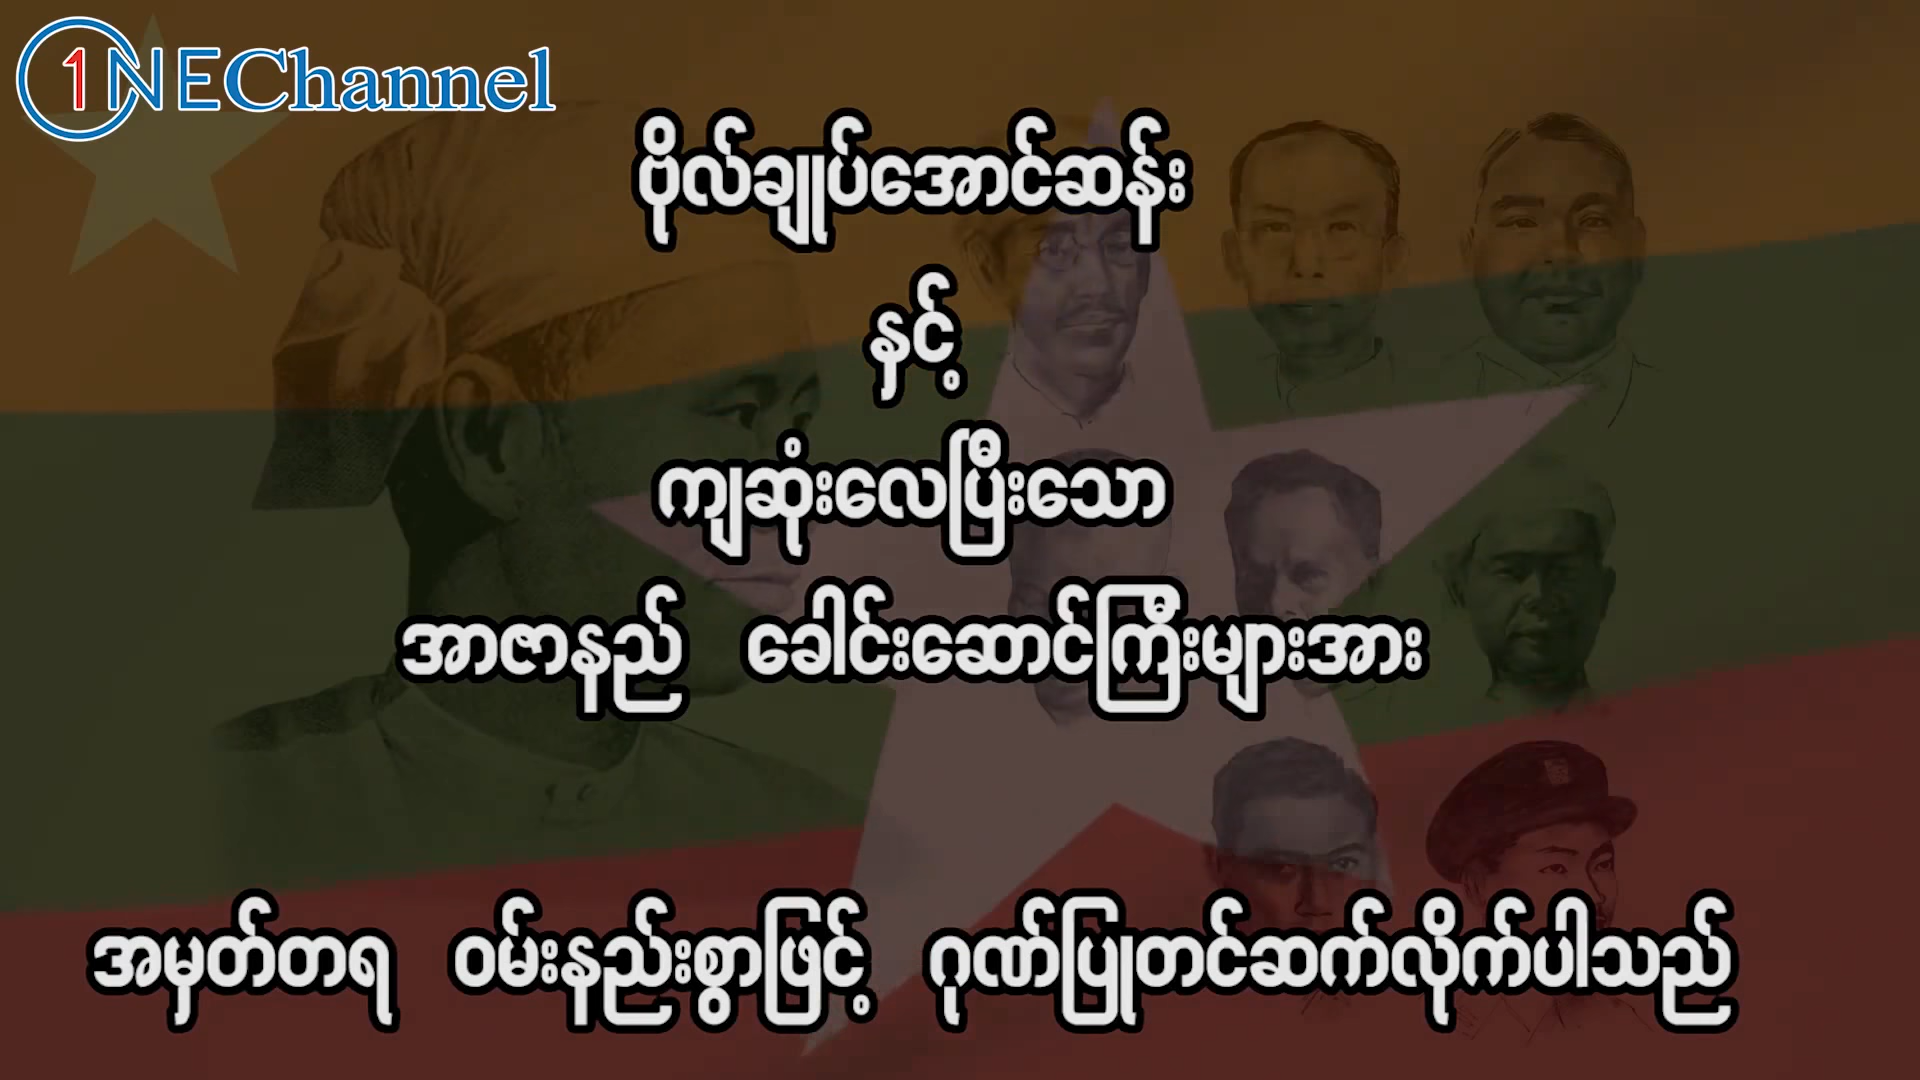 1NEChannel
ဗိုလ်ချုပ်အောင်ဆန်း
နှင့်
ကျဆုံးလေပြီးသော
အာဇာနည် ခေါင်းဆောင်ကြီးများအား
အမှတ်တရ ဝမ်းနည်းစွာဖြင့် ဂုဏ်ပြုတင်ဆက်လိုက်ပါသည်